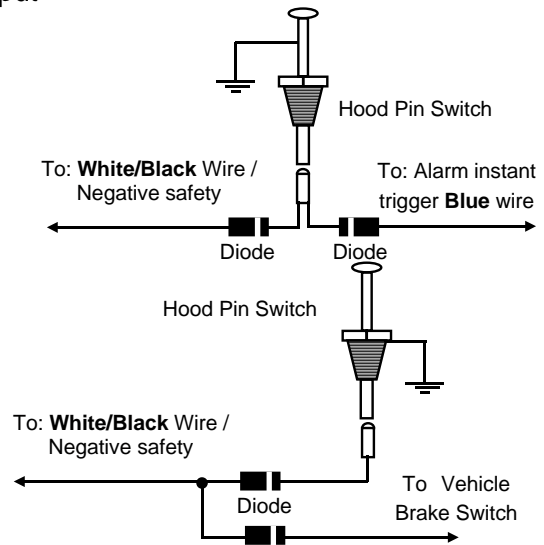 Hood Pin Switch
To: White/Black Wire /
Negative safety
To: Alarm instant
trigger Blue wire
Diode
Diode
Hood Pin Switch
To: White/Black Wire /
Negative safety
Diode
To Vehicle
Brake Switch